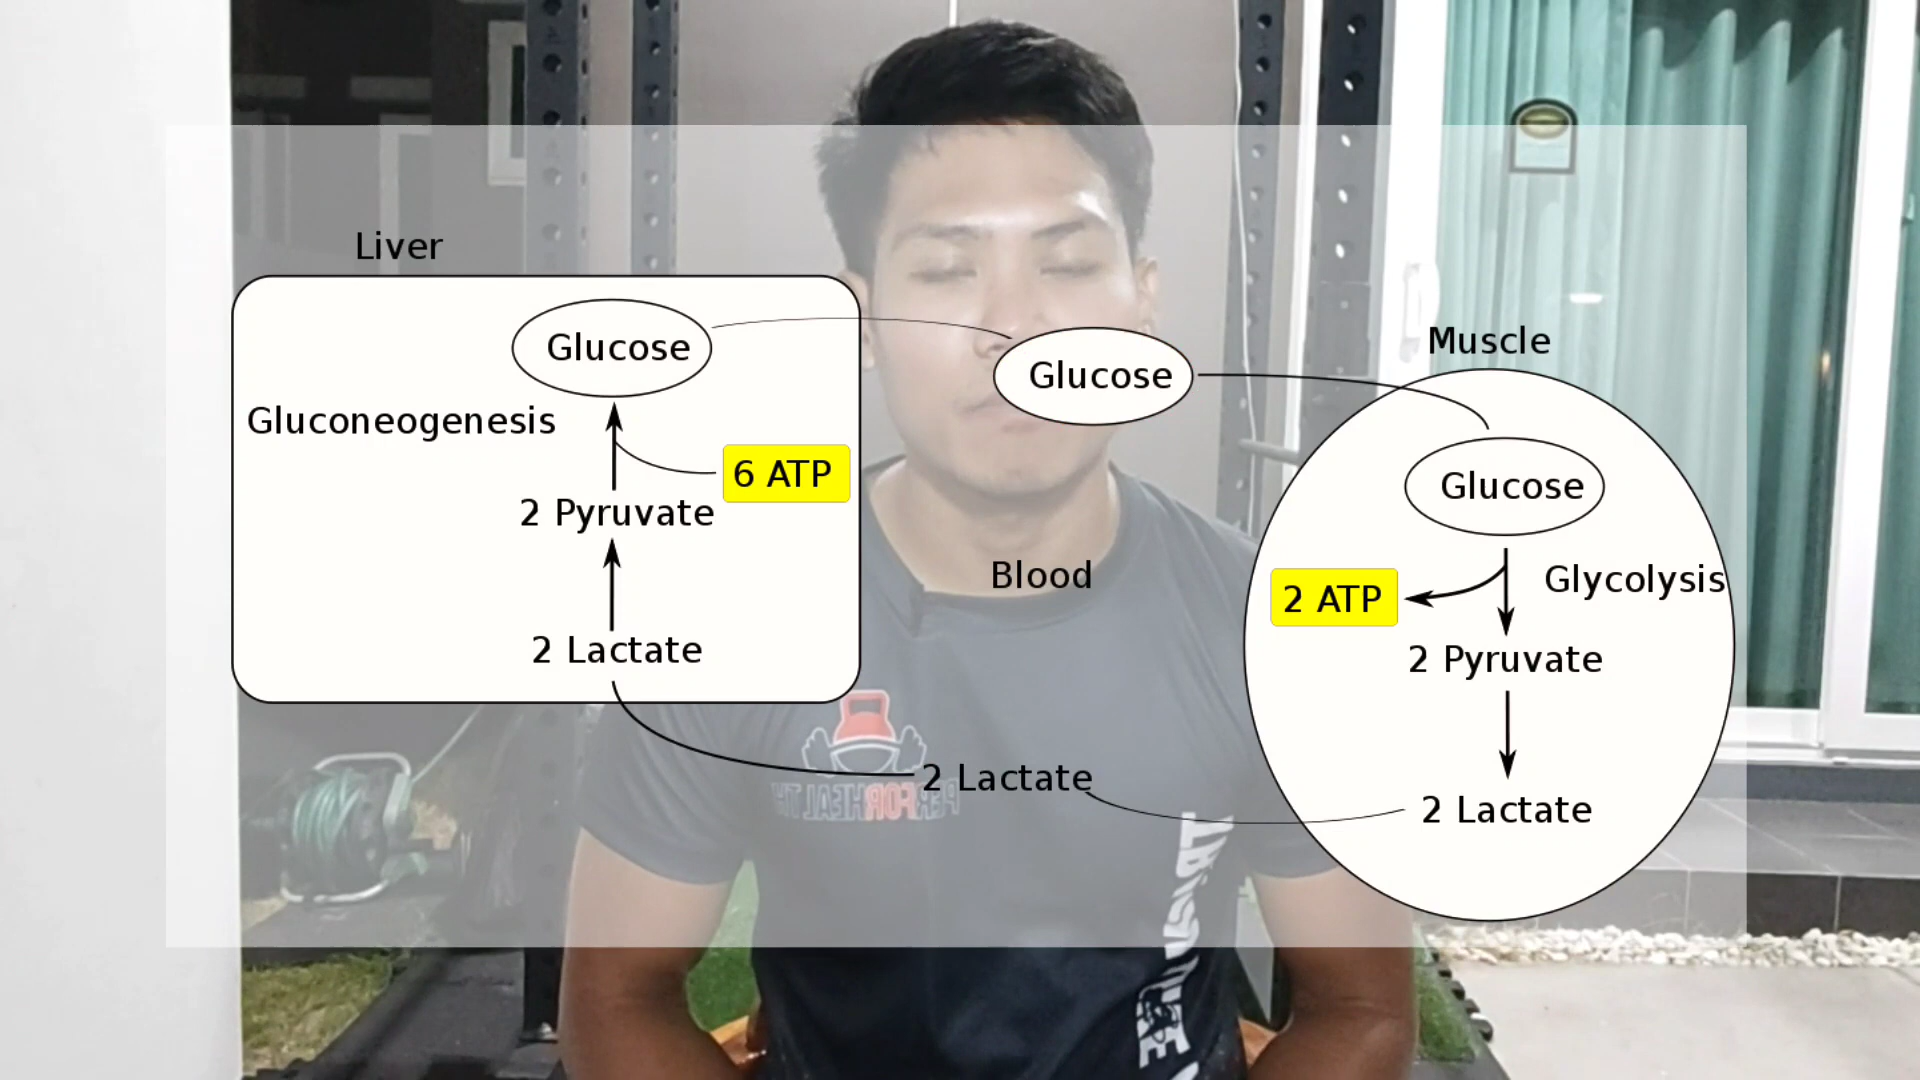 Liver
Glucose
Gluconeogenesis
6 ATP
2 Pyruvate
2 Lactate
Glucose
Blood
2 Lactate
Muscle
Glucose
2 ATP
Glycolysis
2 Pyruvate
2 Lactate
PERFORHEALTH